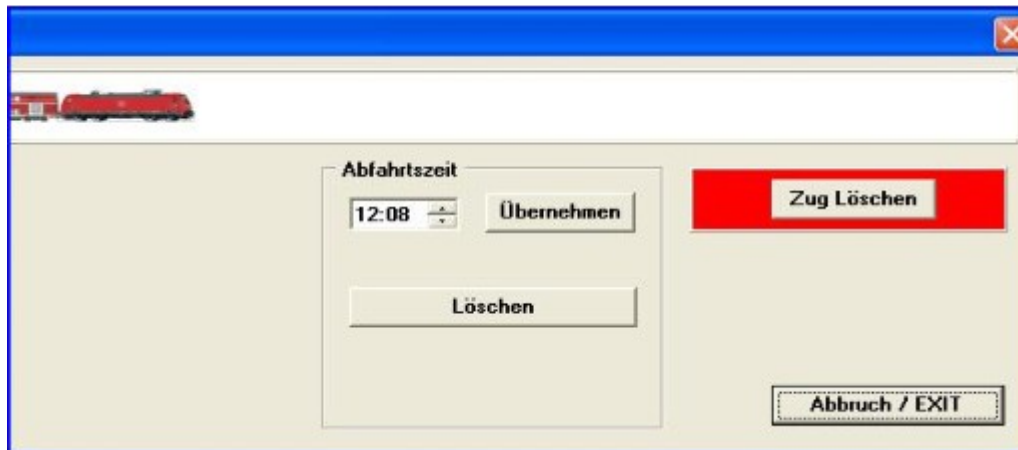 Abfahrtszeit
12:08
Übernehmen
Löschen
Zug Löschen
Abbruch / EXIT